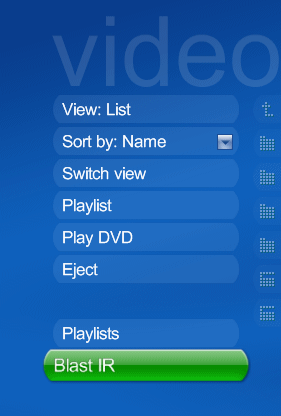 video
View: List
Sort by: Name
Switch view
Playlist
Play DVD
Eject
Playlists
Blast IR